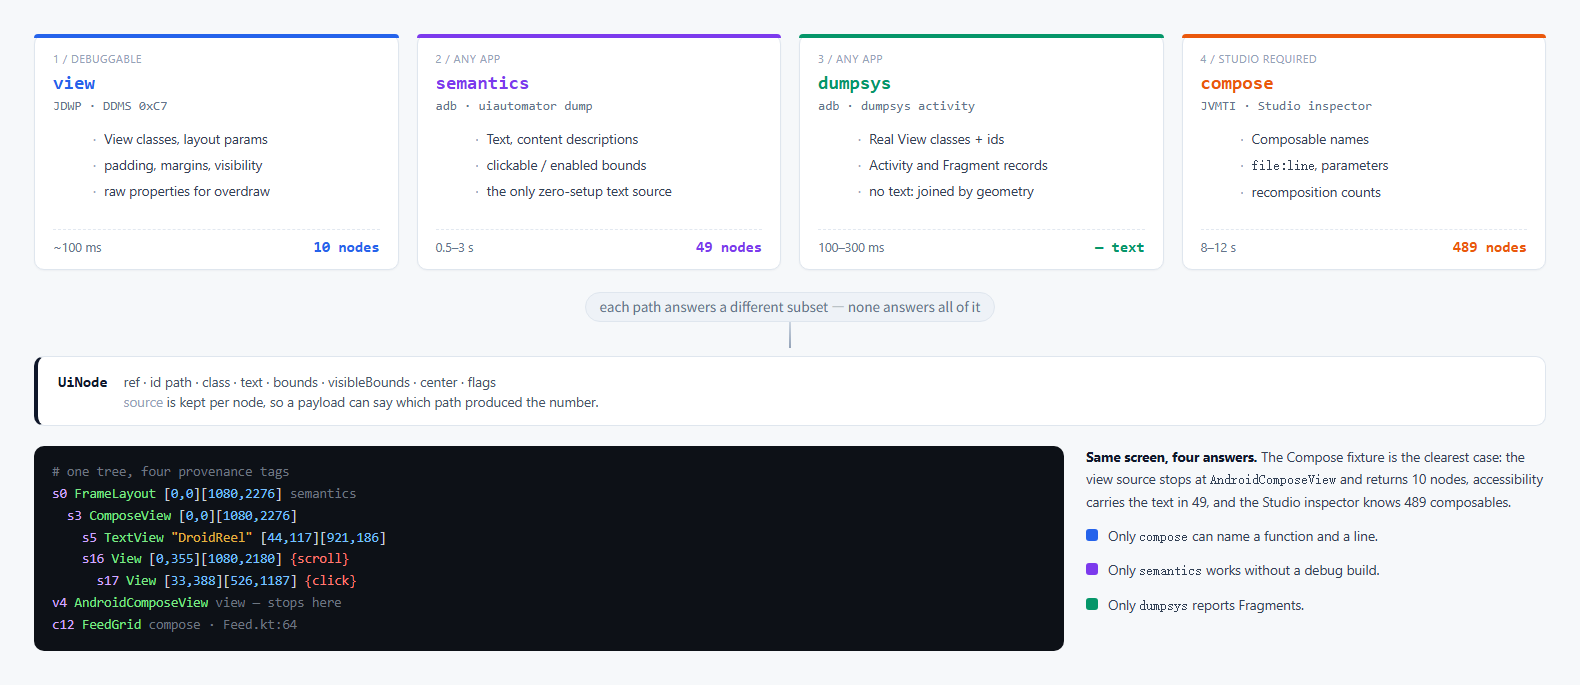 1 / DEBUGGABLE
view
JDWP · DDMS 0xC7
· View classes, layout params
· padding, margins, visibility
· raw properties for overdraw
~100 ms 10 nodes
2 / ANY APP
semantics
adb · uiautomator dump
· Text, content descriptions
· clickable / enabled bounds
· the only zero-setup text source
0.5–3 s 49 nodes
3 / ANY APP
dumpsys
adb · dumpsys activity
· Real View classes + ids
· Activity and Fragment records
· no text: joined by geometry
100–300 ms — text
4 / STUDIO REQUIRED
compose
JVMTI · Studio inspector
· Composable names
· file:line, parameters
· recomposition counts
8–12 s 489 nodes
each path answers a different subset — none answers all of it
UiNode ref · id path · class · text · bounds · visibleBounds · center · flags
source is kept per node, so a payload can say which path produced the number.
# one tree, four provenance tags
s0 FrameLayout [0,0][1080,2276] semantics
s3 ComposeView [0,0][1080,2276]
s5 TextView "DroidReel" [44,117][921,186]
s16 View [0,355][1080,2180] {scroll}
s17 View [33,388][526,1187] {click}
v4 AndroidComposeView view — stops here
c12 FeedGrid compose · Feed.kt:64
Same screen, four answers. The Compose fixture is the clearest case: the
view source stops at AndroidComposeView and returns 10 nodes, accessibility
carries the text in 49, and the Studio inspector knows 489 composables.
Only compose can name a function and a line.
Only semantics works without a debug build.
Only dumpsys reports Fragments.